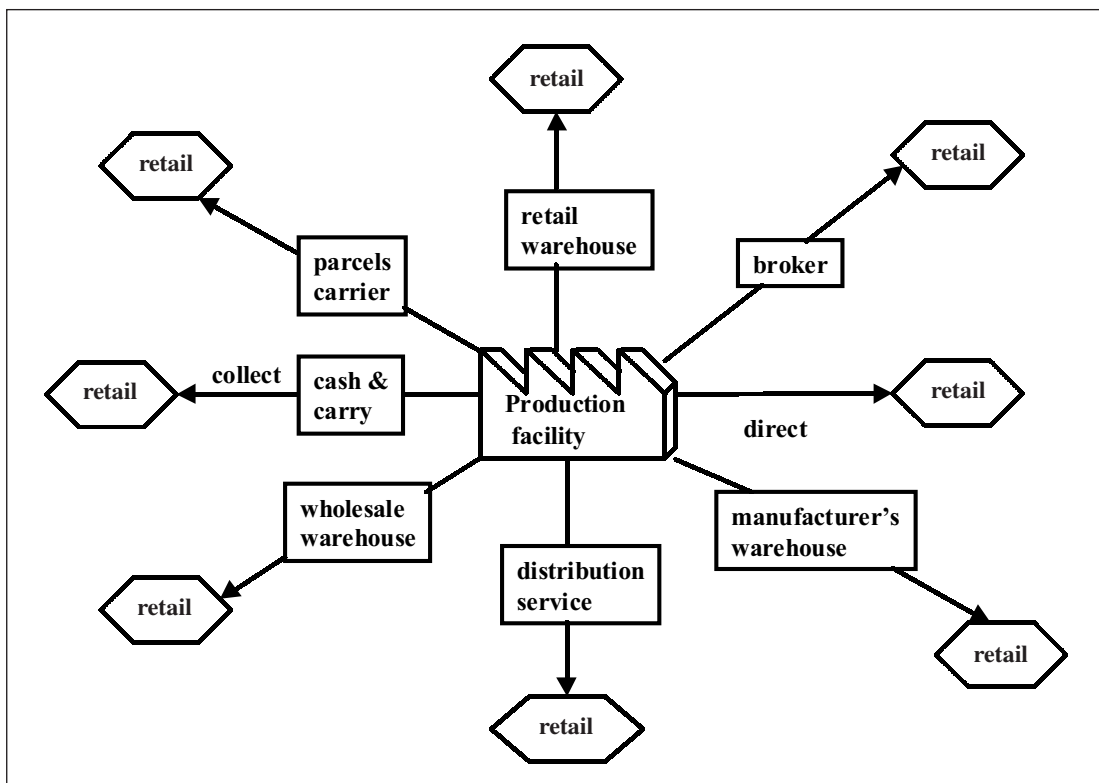 retail
retail
retail
retail
warehouse
parcels
carrier
broker
retail
collect
cash &
carry
Production
facility
direct
retail
wholesale
warehouse
manufacturer's
warehouse
distribution
service
retail
retail
retail